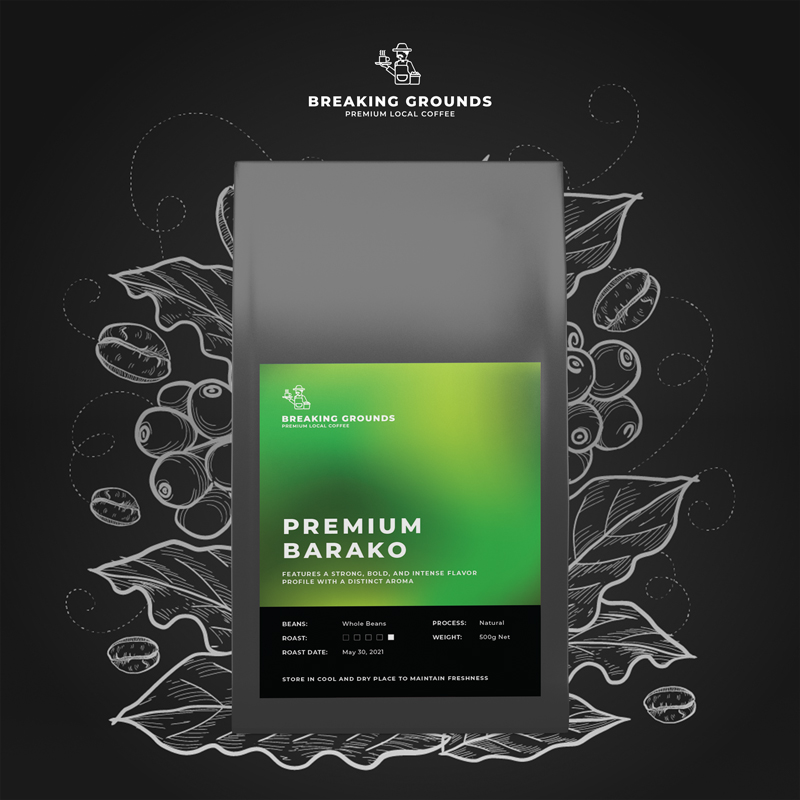 BREAKING GROUNDS
PREMIUM LOCAL COFFEE
BREAKING GROUNDS
PREMIUM LOCAL COFFEE
PREMIUM
BARAKO
FEATURES A STRONG, BOLD, AND INTENSE FLAVOR
PROFILE WITH A DISTINCT AROMA
BEANS: Whole Beans PROCESS: Natural
ROAST: WEIGHT: 500g Net
ROAST DATE: May 30, 2021
STORE IN COOL AND DRY PLACE TO MAINTAIN FRESHNESS